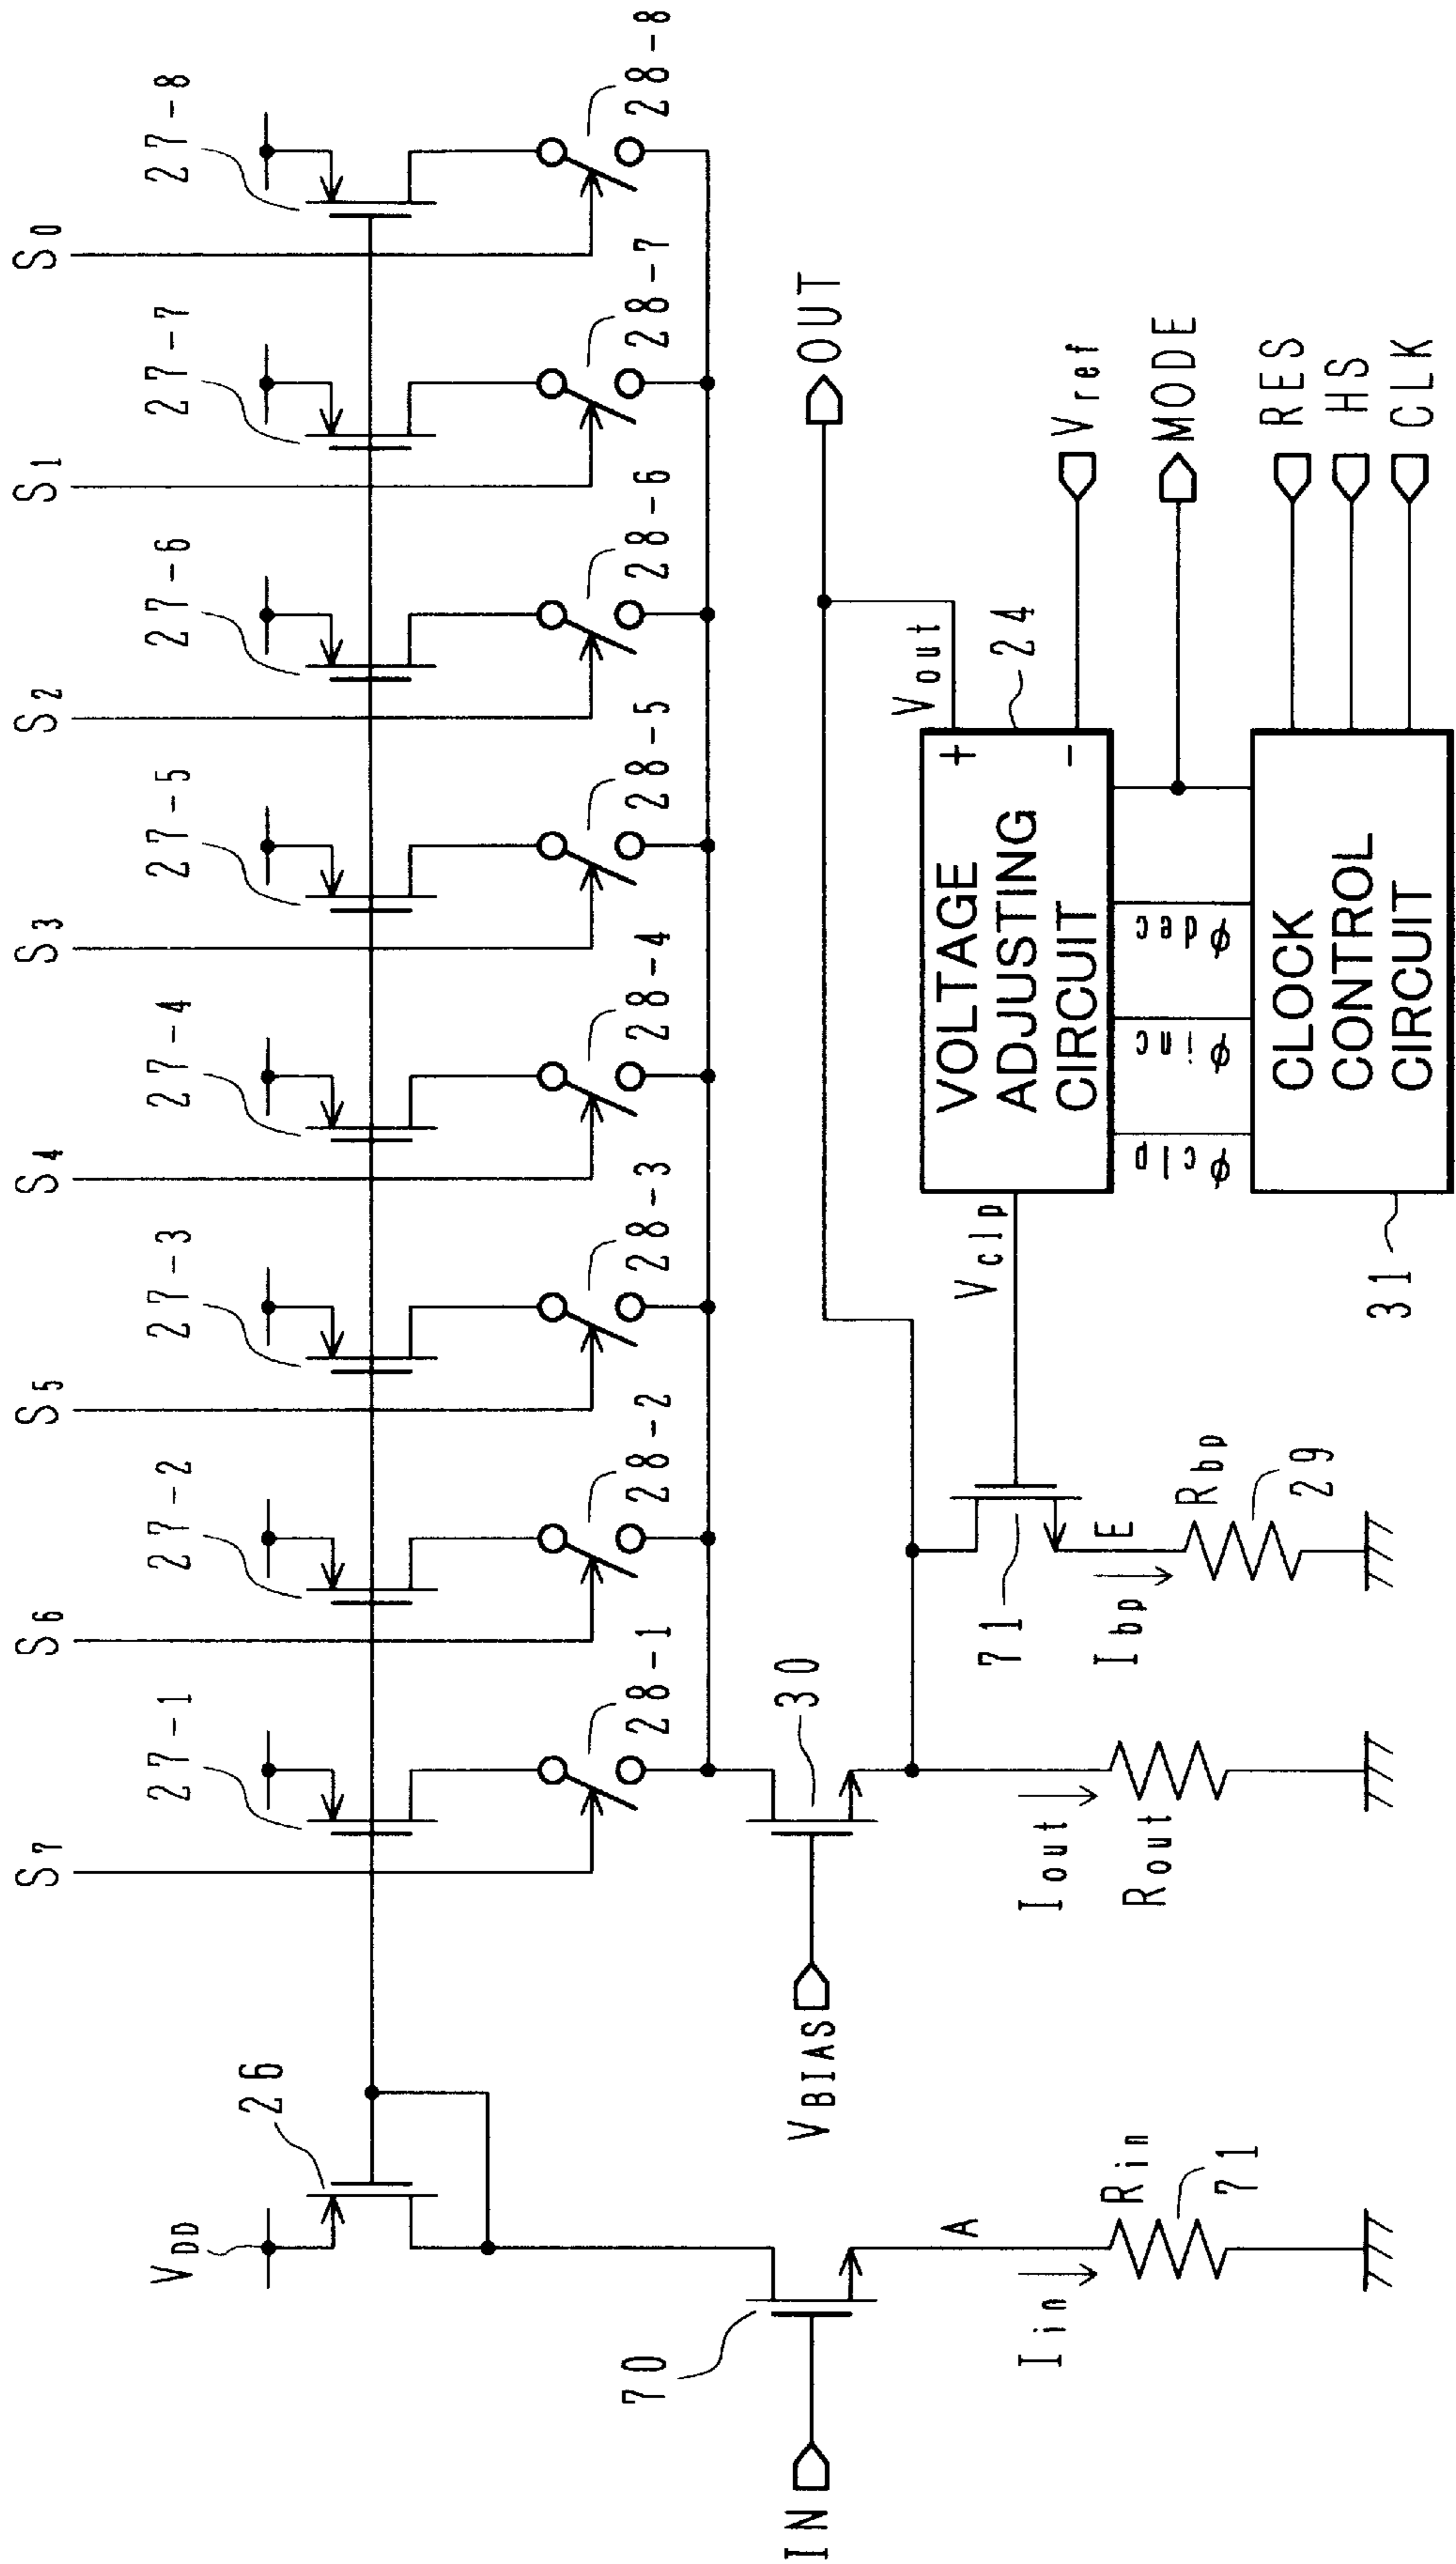 S7
S6
S5
S4
S3
S2
S1
S0
VDD
26
27-1
27-2
27-3
27-4
27-5
27-6
27-7
27-8
28-1
28-2
28-3
28-4
28-5
28-6
28-7
28-8
70
IN
VBIAS
30
OUT
Vout
Vclp
VOLTAGE
ADJUSTING
CIRCUIT
+
-
24
Vref
MODE
φclp
φinc
φdec
CLOCK
CONTROL
CIRCUIT
31
RES
HS
CLK
A
Iin
Rin
71
Iout
Rout
71
E
Ibp
Rbp
29